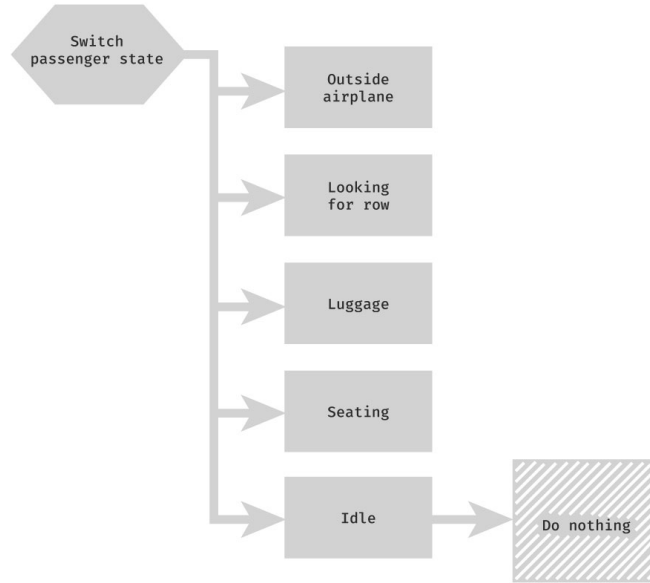 Switch
passenger state
Outside
airplane
Looking
for row
Luggage
Seating
Idle
Do nothing